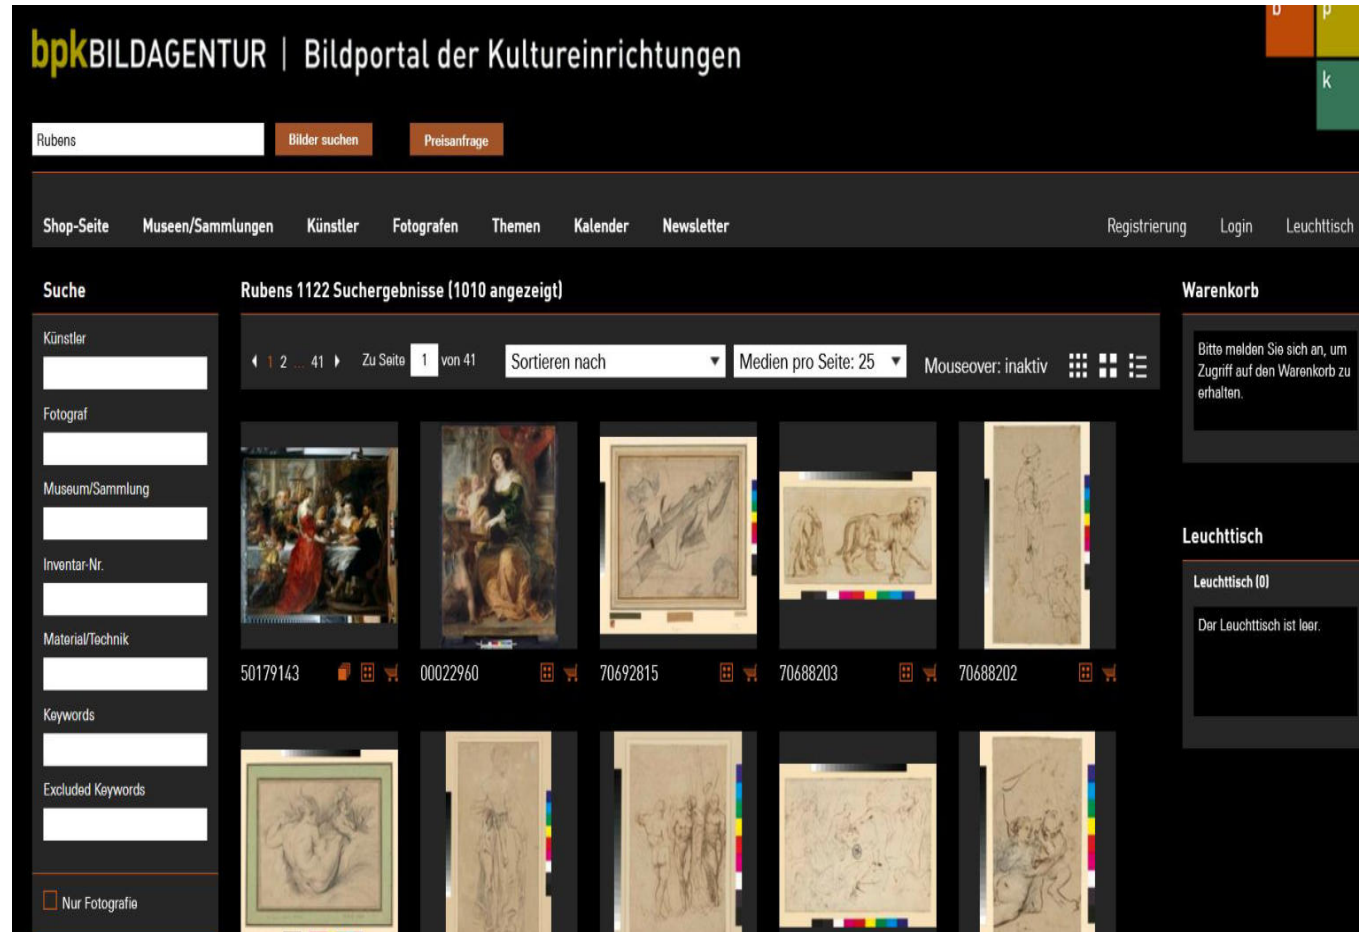 b p
k
bpkBILDAGENTUR | Bildportal der Kultureinrichtungen
Rubens
Bilder suchen
Preisanfrage
Shop-Seite Museen/Sammlungen Künstler Fotografen Themen Kalender Newsletter
Registrierung Login Leuchttisch
Suche
Künstler
Fotograf
Museum/Sammlung
Inventar-Nr.
Material/Technik
Keywords
Excluded Keywords
Nur Fotografie
Rubens 1122 Suchergebnisse (1010 angezeigt)
1 2 ... 41 Zu Seite 1 von 41 Sortieren nach Medien pro Seite: 25 Mouseover: inaktiv
50179143 00022960 70692815 70688203 70688202
Warenkorb
Bitte melden Sie sich an, um
Zugriff auf den Warenkorb zu
erhalten.
Leuchttisch
Leuchttisch (0)
Der Leuchttisch ist leer.